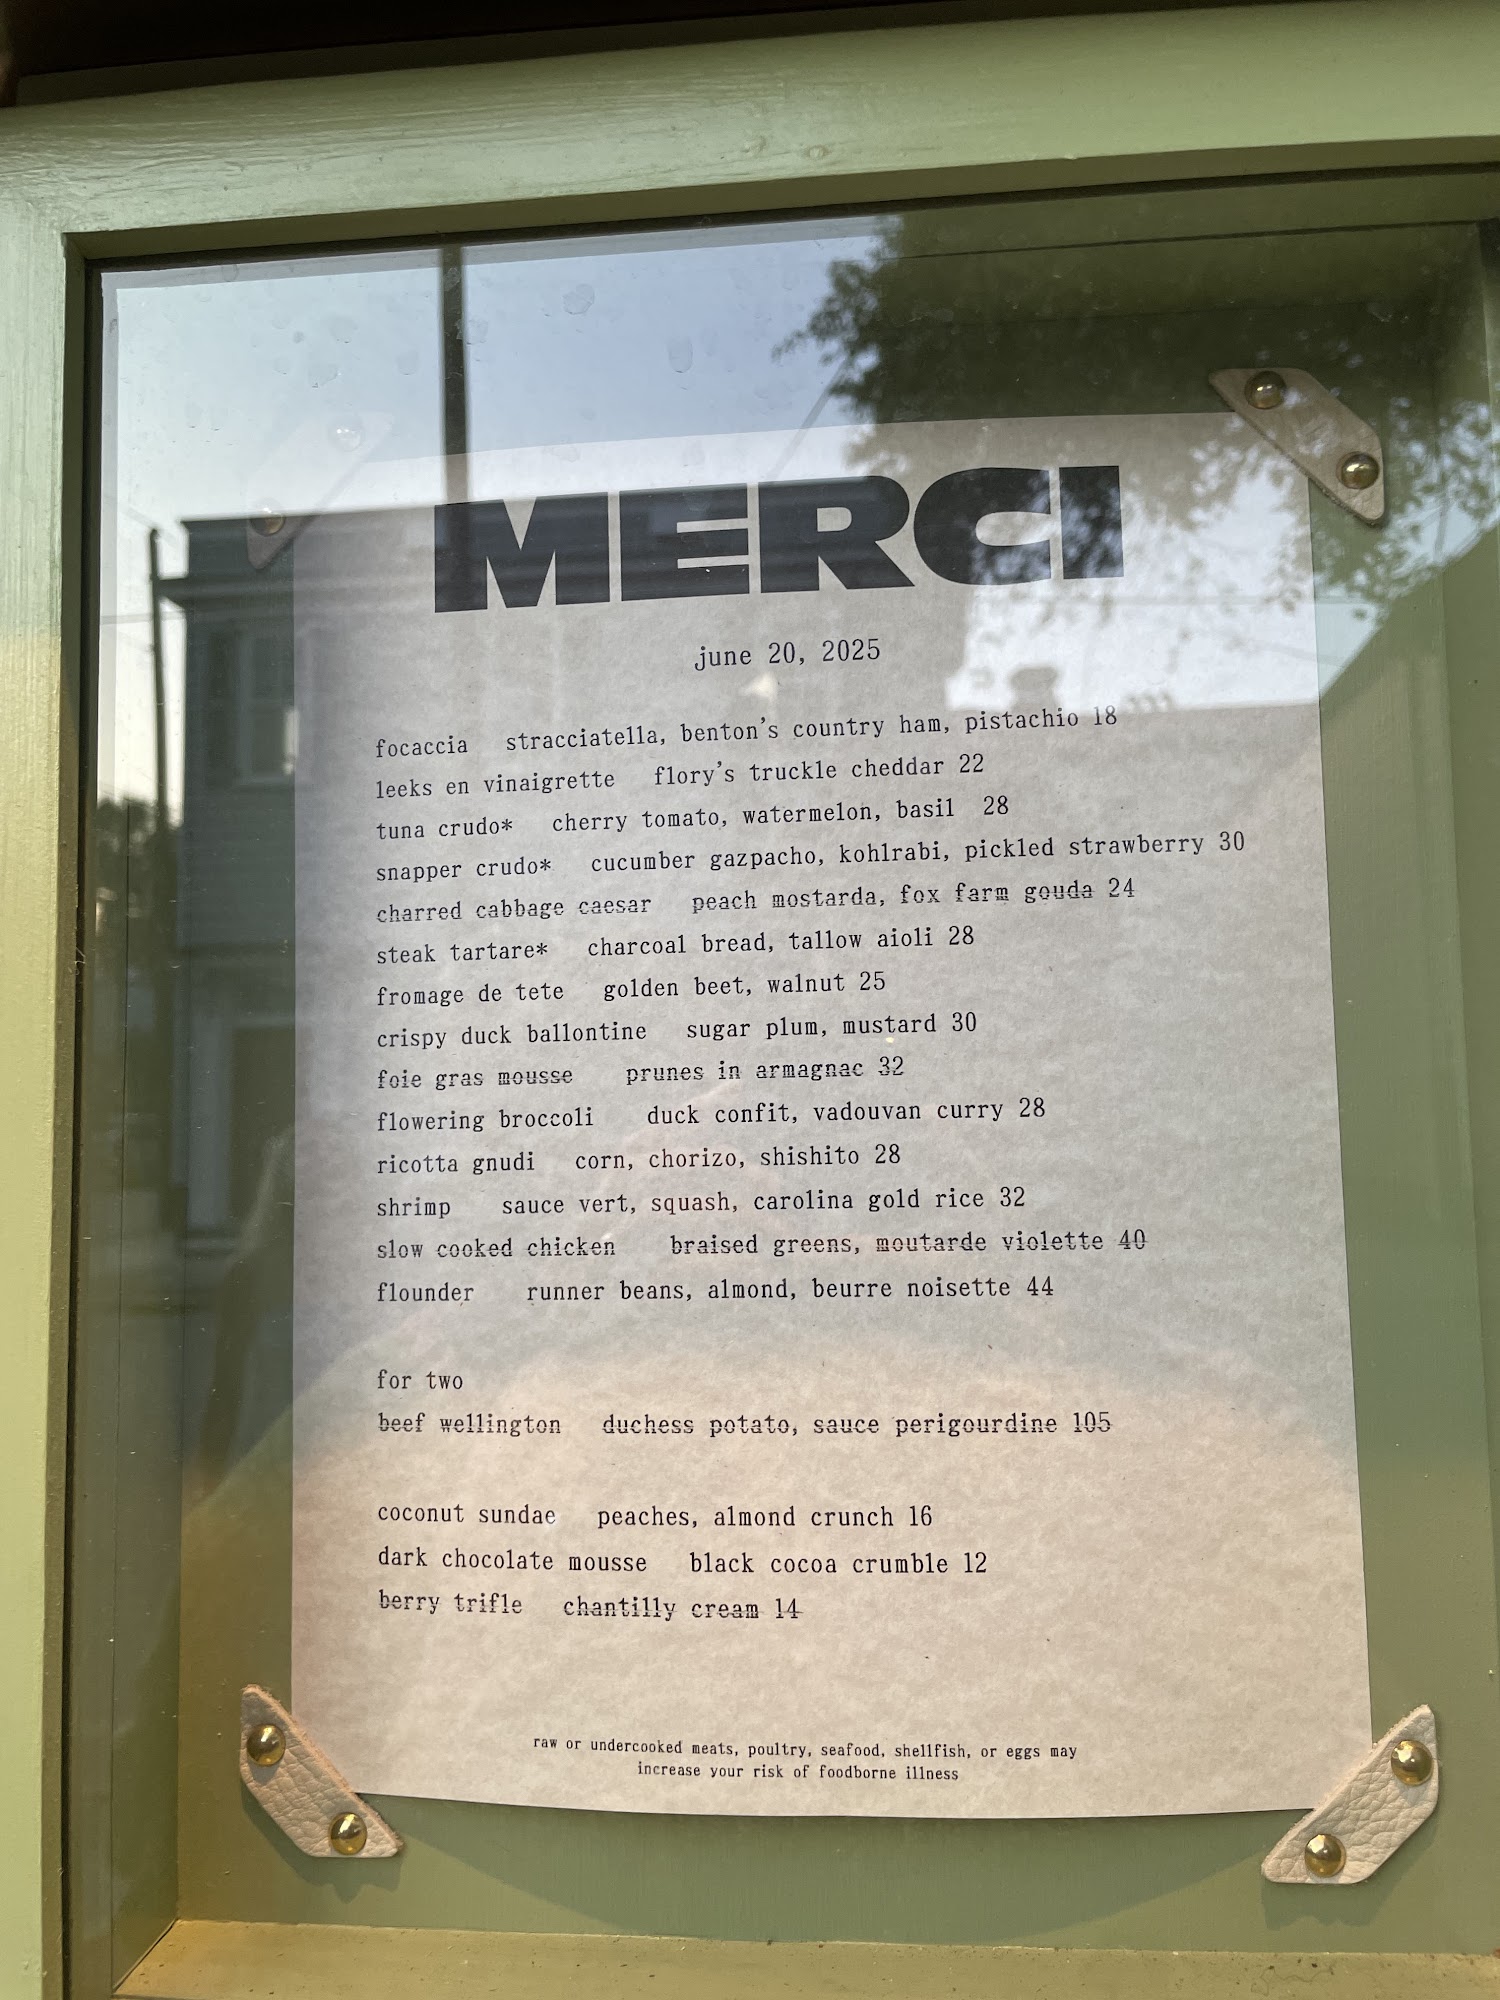 MERCI
june 20, 2025
focaccia stracciatella, benton's country ham, pistachio 18
leeks en vinaigrette flory's truckle cheddar 22
tuna crudo* cherry tomato, watermelon, basil 28
snapper crudo* cucumber gazpacho, kohlrabi, pickled strawberry 30
charred cabbage caesar peach mostarda, fox farm gouda 24
steak tartare* charcoal bread, tallow aioli 28
fromage de tete golden beet, walnut 25
crispy duck ballontine sugar plum, mustard 30
foie gras mousse prunes in armagnac 32
flowering broccoli duck confit, vadouvan curry 28
ricotta gnudi corn, chorizo, shishito 28
shrimp sauce vert, squash, carolina gold rice 32
slow cooked chicken braised greens, moutarde violette 40
flounder runner beans, almond, beurre noisette 44
for two
beef wellington duchess potato, sauce perigourdine 105
coconut sundae peaches, almond crunch 16
dark chocolate mousse black cocoa crumble 12
berry trifle chantilly cream 14
raw or undercooked meats, poultry, seafood, shellfish, or eggs may
increase your risk of foodborne illness